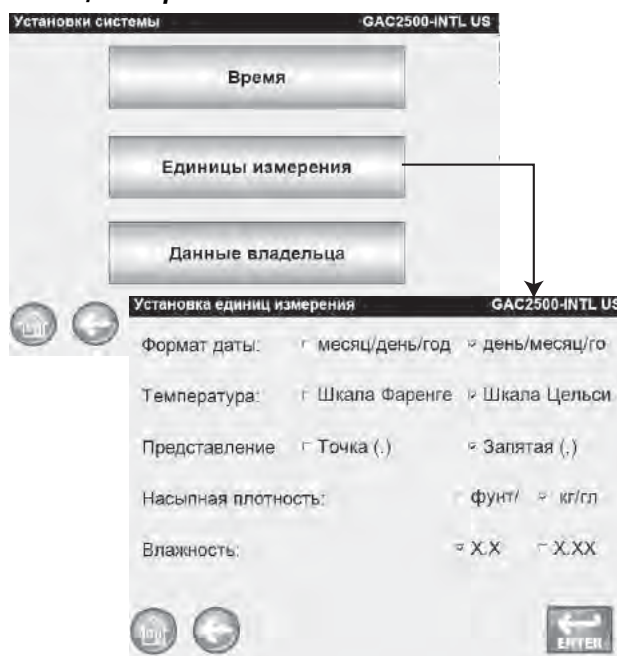 Установки системы GAC2500-INTL US
Время
Единицы измерения
Данные владельца
Установка единиц измерения GAC2500-INTL US
Формат даты: месяц/день/год день/месяц/го
Температура: Шкала Фаренге Шкала Цельси
Представление Точка (.) Запятая (.)
Насыпная плотность: фунт/ кг/гл
Влажность: X.X X.XX
ENTER